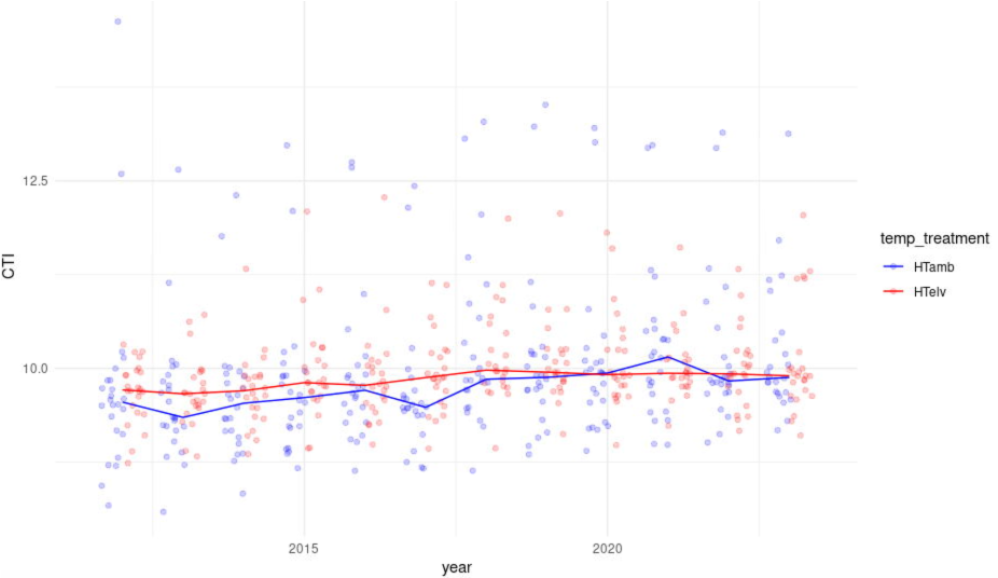 12.5
10.0
CTI
2015
2020
year
temp_treatment
HTamb
HTelv